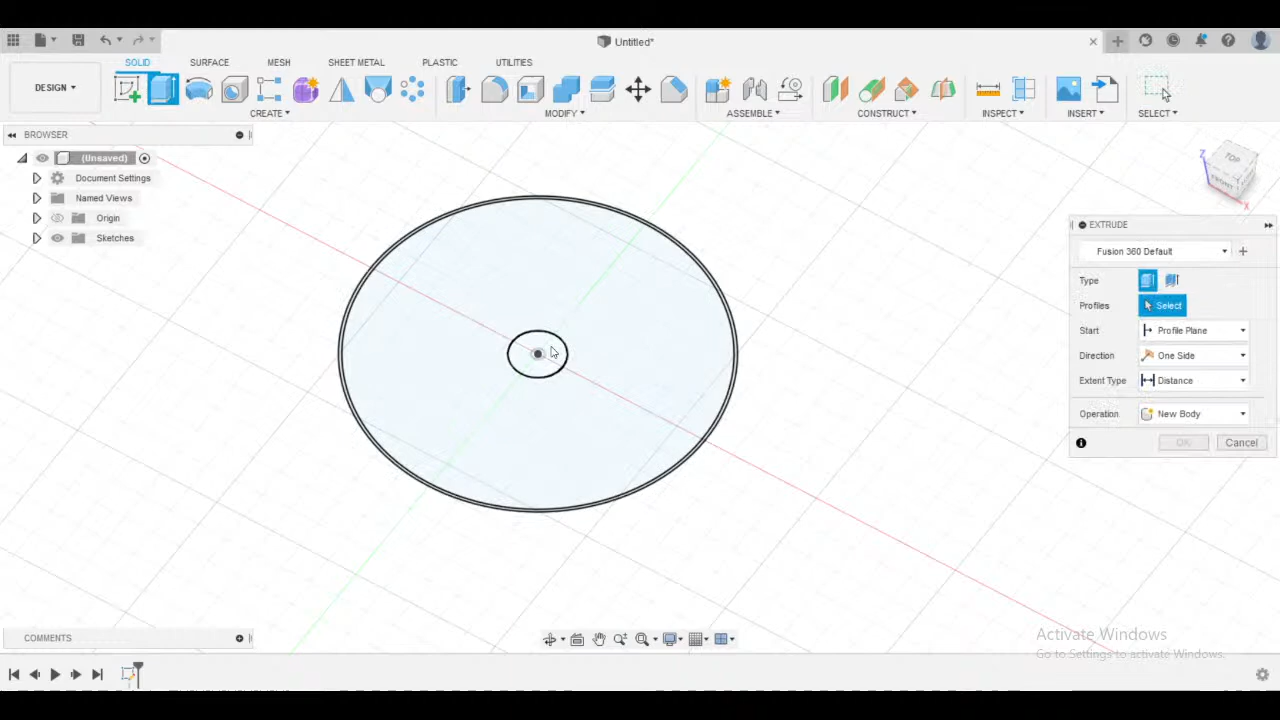 Untitled*
DESIGN
SOLID
SURFACE
MESH
SHEET METAL
PLASTIC
UTILITIES
CREATE
MODIFY
ASSEMBLE
CONSTRUCT
INSPECT
INSERT
SELECT
BROWSER
(Unsaved)
Document Settings
Named Views
Origin
Sketches
Z
TOP
FRONT
X
EXTRUDE
Fusion 360 Default
Type
Profiles Select
Start Profile Plane
Direction One Side
Extent Type Distance
Operation New Body
OK Cancel
COMMENTS
Activate Windows
Go to Settings to activate Windows.